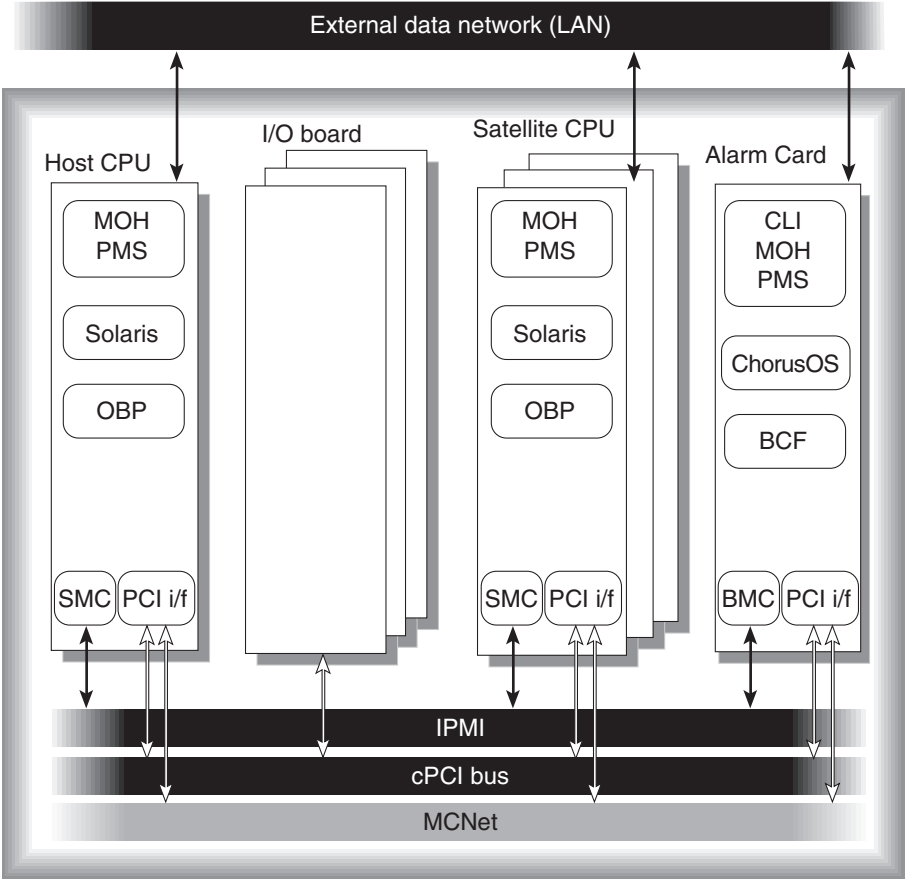 External data network (LAN)
Host CPU
I/O board
Satellite CPU
Alarm Card
MOH
PMS
Solaris
OBP
SMC
PCI i/f
MOH
PMS
Solaris
OBP
SMC
PCI i/f
CLI
MOH
PMS
ChorusOS
BCF
BMC
PCI i/f
IPMI
cPCI bus
MCNet